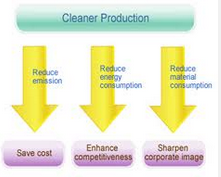 Cleaner Production
Reduce
emission
Reduce
energy
consumption
Reduce
material
consumption
Save cost
Enhance
competitiveness
Sharpen
corporate image